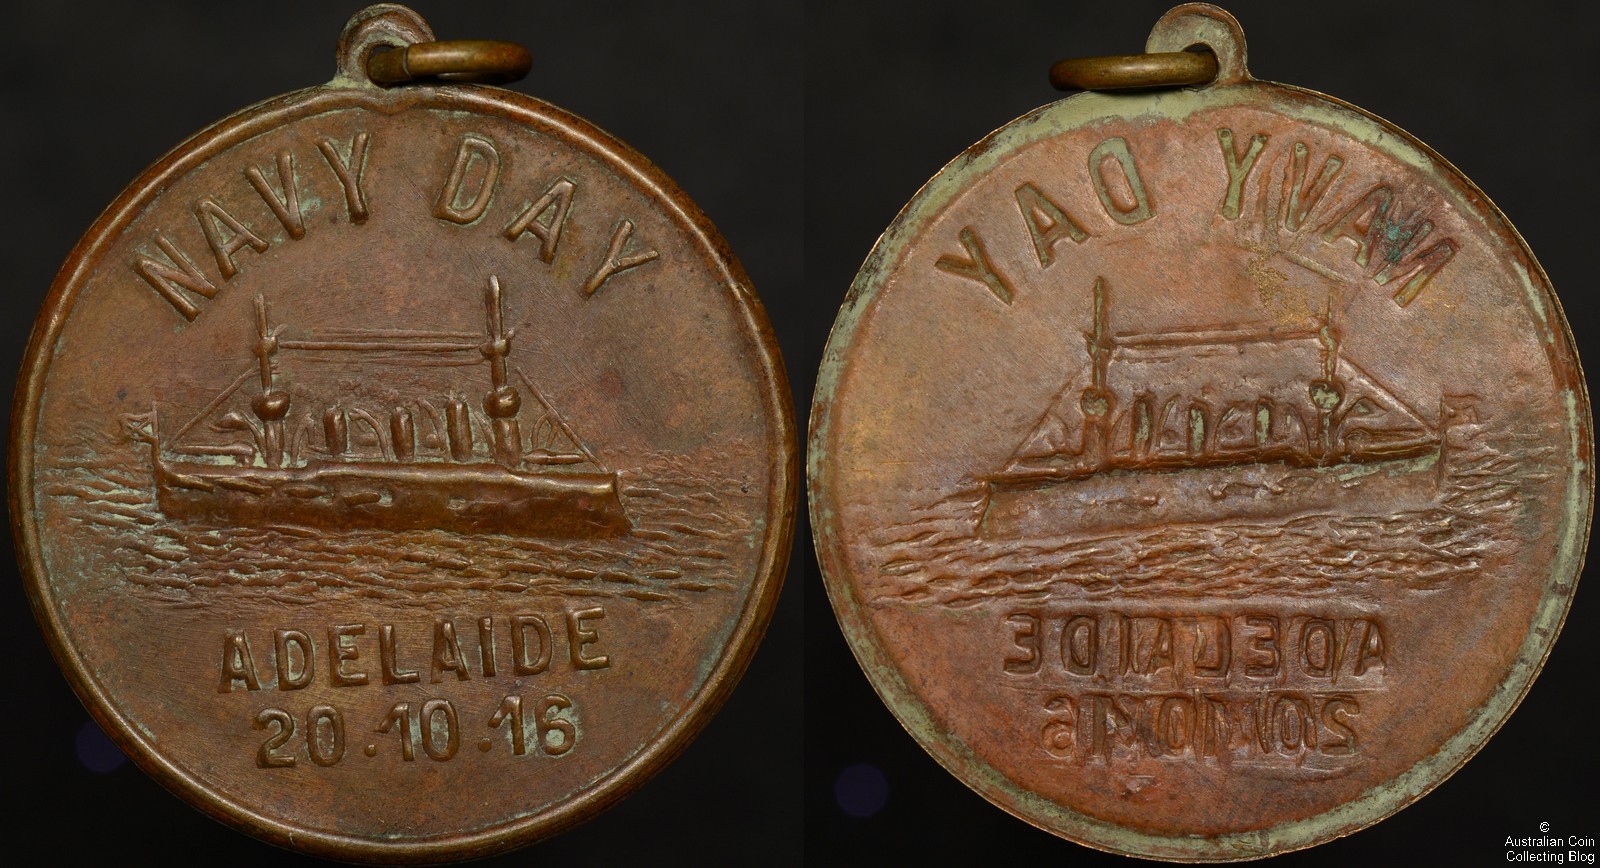 NAVY DAY
ADELAIDE
20.10.16
NAVY DAY
ADELAIDE
20.10.16
©
Australian Coin
Collecting Blog